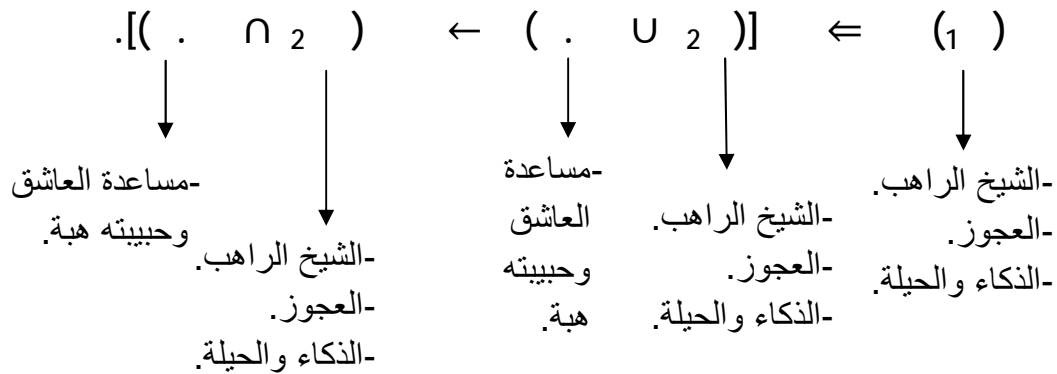 (₁ ) ⇐ [( ₂ ∪ . ) ← ( ₂ ∩ . )].
-الشيخ الراهب.
-العجوز.
-الذكاء والحيلة.
-الشيخ الراهب.
-العجوز.
-الذكاء والحيلة.
-مساعدة
العاشق
وحبيبته
هبة.
-الشيخ الراهب.
-العجوز.
-الذكاء والحيلة.
-مساعدة العاشق
وحبيبته هبة.